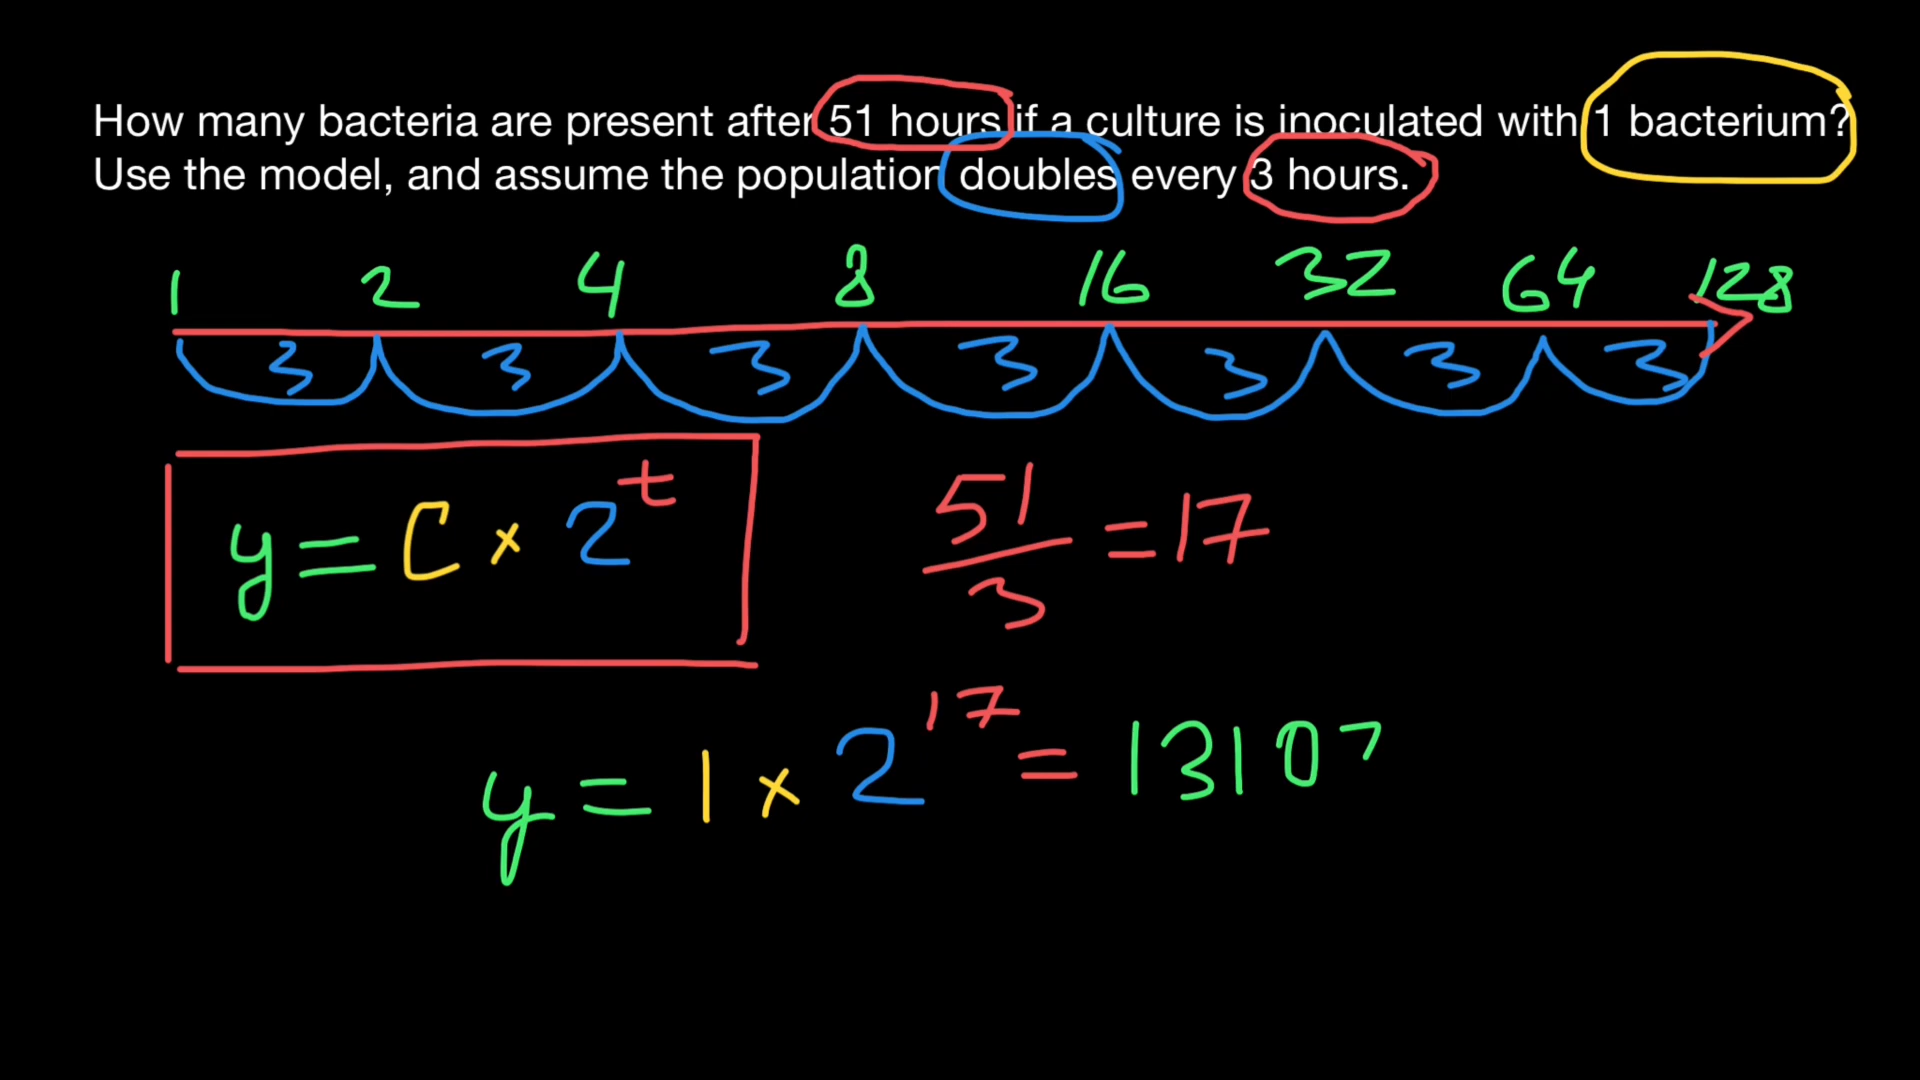 How many bacteria are present after 51 hours if a culture is inoculated with 1 bacterium?
Use the model, and assume the population doubles every 3 hours.
1 2 4 8 16 32 64 128
3 3 3 3 3 3 3
y = C × 2^t
51/3 = 17
y = 1 × 2^17 = 1310